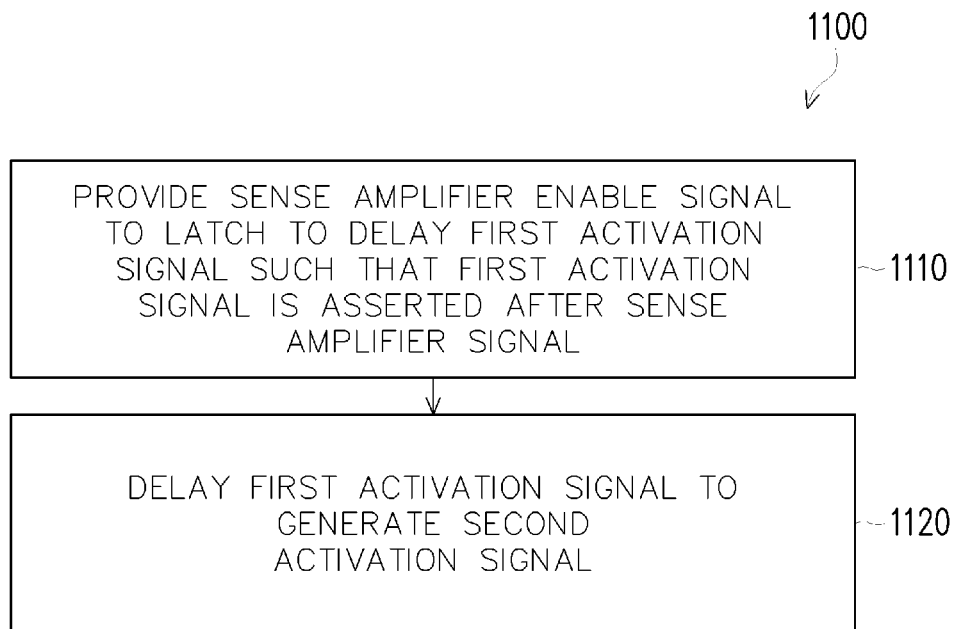 1100
PROVIDE SENSE AMPLIFIER ENABLE SIGNAL
TO LATCH TO DELAY FIRST ACTIVATION
SIGNAL SUCH THAT FIRST ACTIVATION
SIGNAL IS ASSERTED AFTER SENSE
AMPLIFIER SIGNAL
1110
DELAY FIRST ACTIVATION SIGNAL TO
GENERATE SECOND
ACTIVATION SIGNAL
1120